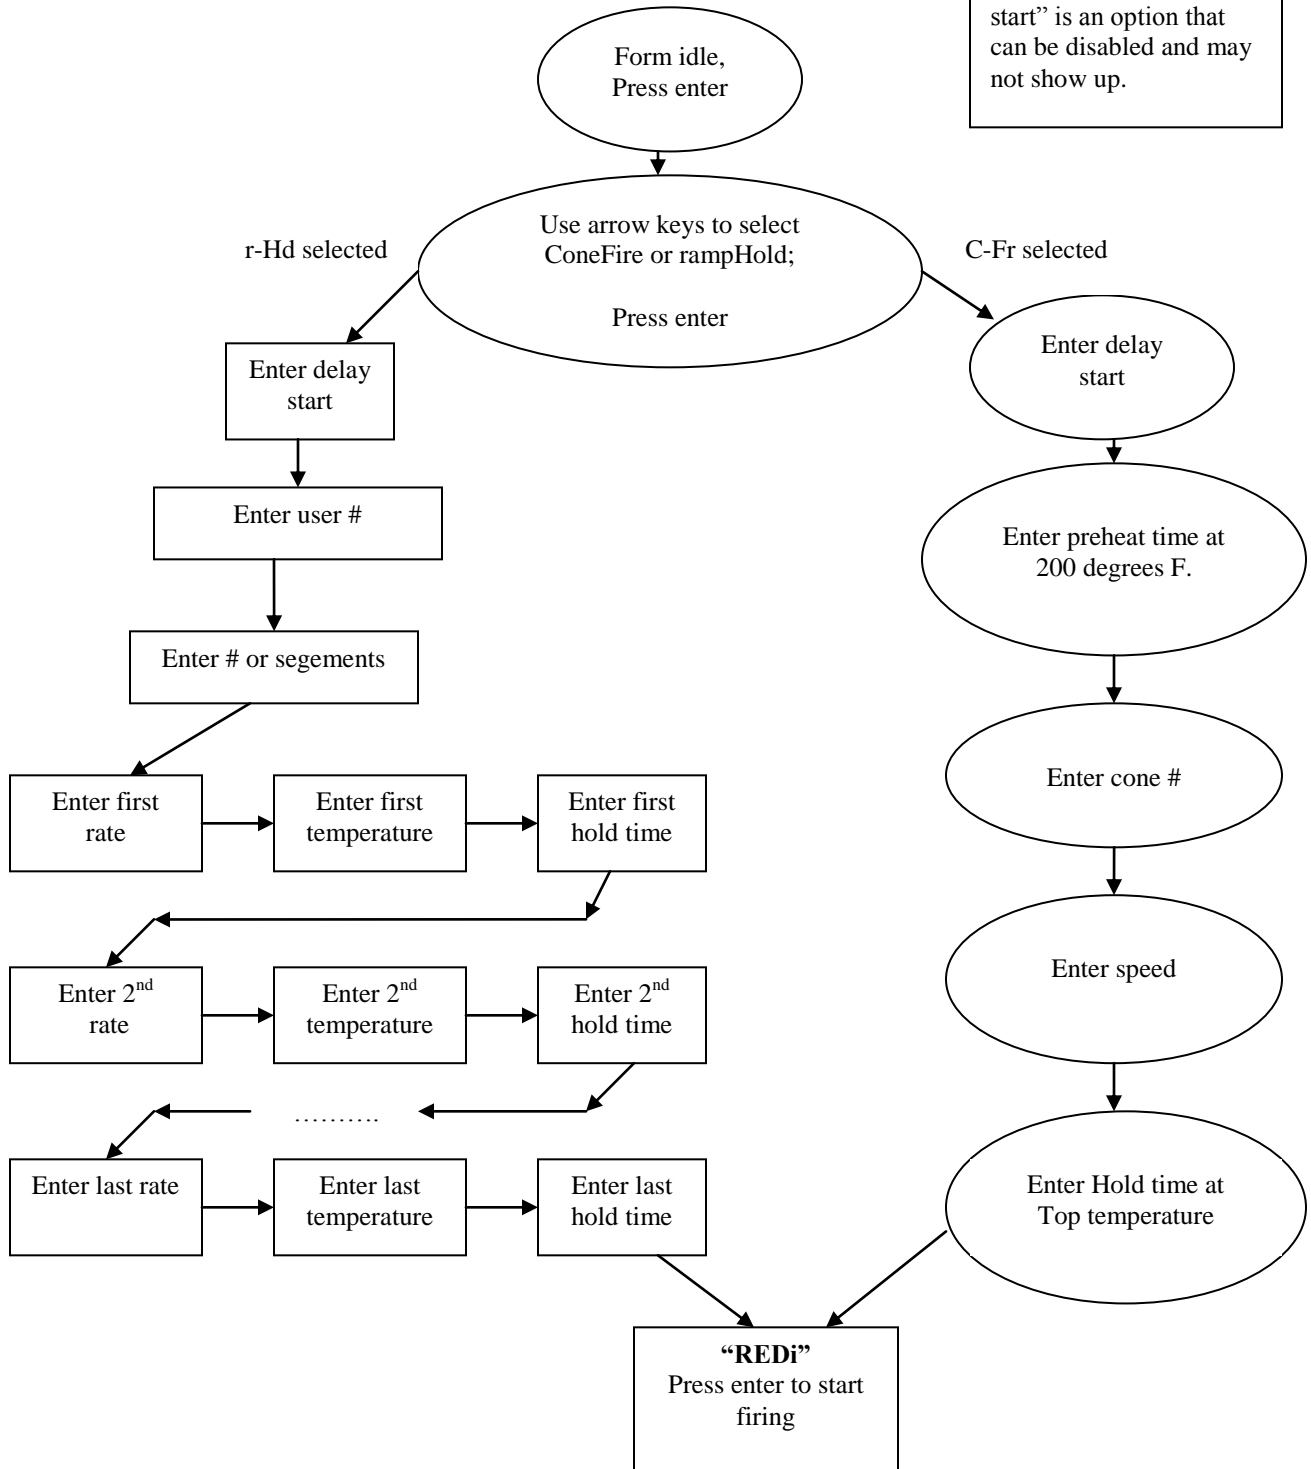 start” is an option that
can be disabled and may
not show up.
Form idle,
Press enter
Use arrow keys to select
ConeFire or rampHold;
Press enter
r-Hd selected
C-Fr selected
Enter delay
start
Enter user #
Enter # or segements
Enter first
rate
Enter first
temperature
Enter first
hold time
Enter 2nd
rate
Enter 2nd
temperature
Enter 2nd
hold time
……….
Enter last rate
Enter last
temperature
Enter last
hold time
Enter delay
start
Enter preheat time at
200 degrees F.
Enter cone #
Enter speed
Enter Hold time at
Top temperature
“REDi”
Press enter to start
firing